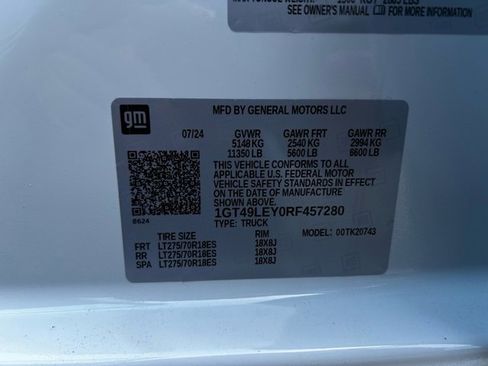 SEE OWNER'S MANUAL FOR MORE INFORMATION
gm
MFD BY GENERAL MOTORS LLC
07/24 GVWR GAWR FRT GAWR RR
5148 KG 2540 KG 2994 KG
11350 LB 5600 LB 6600 LB
THIS VEHICLE CONFORMS TO ALL
APPLICABLE U.S. FEDERAL MOTOR
VEHICLE SAFETY STANDARDS IN EFFECT
ON THE DATE OF MANUFACTURE
SHOWN ABOVE.
1GT49LEY0RF457280
8624 TYPE: TRUCK MODEL: 00TK20743
TIRE SIZE RIM
FRT LT275/70R18ES 18X8J
RR LT275/70R18ES 18X8J
SPA LT275/70R18ES 18X8J